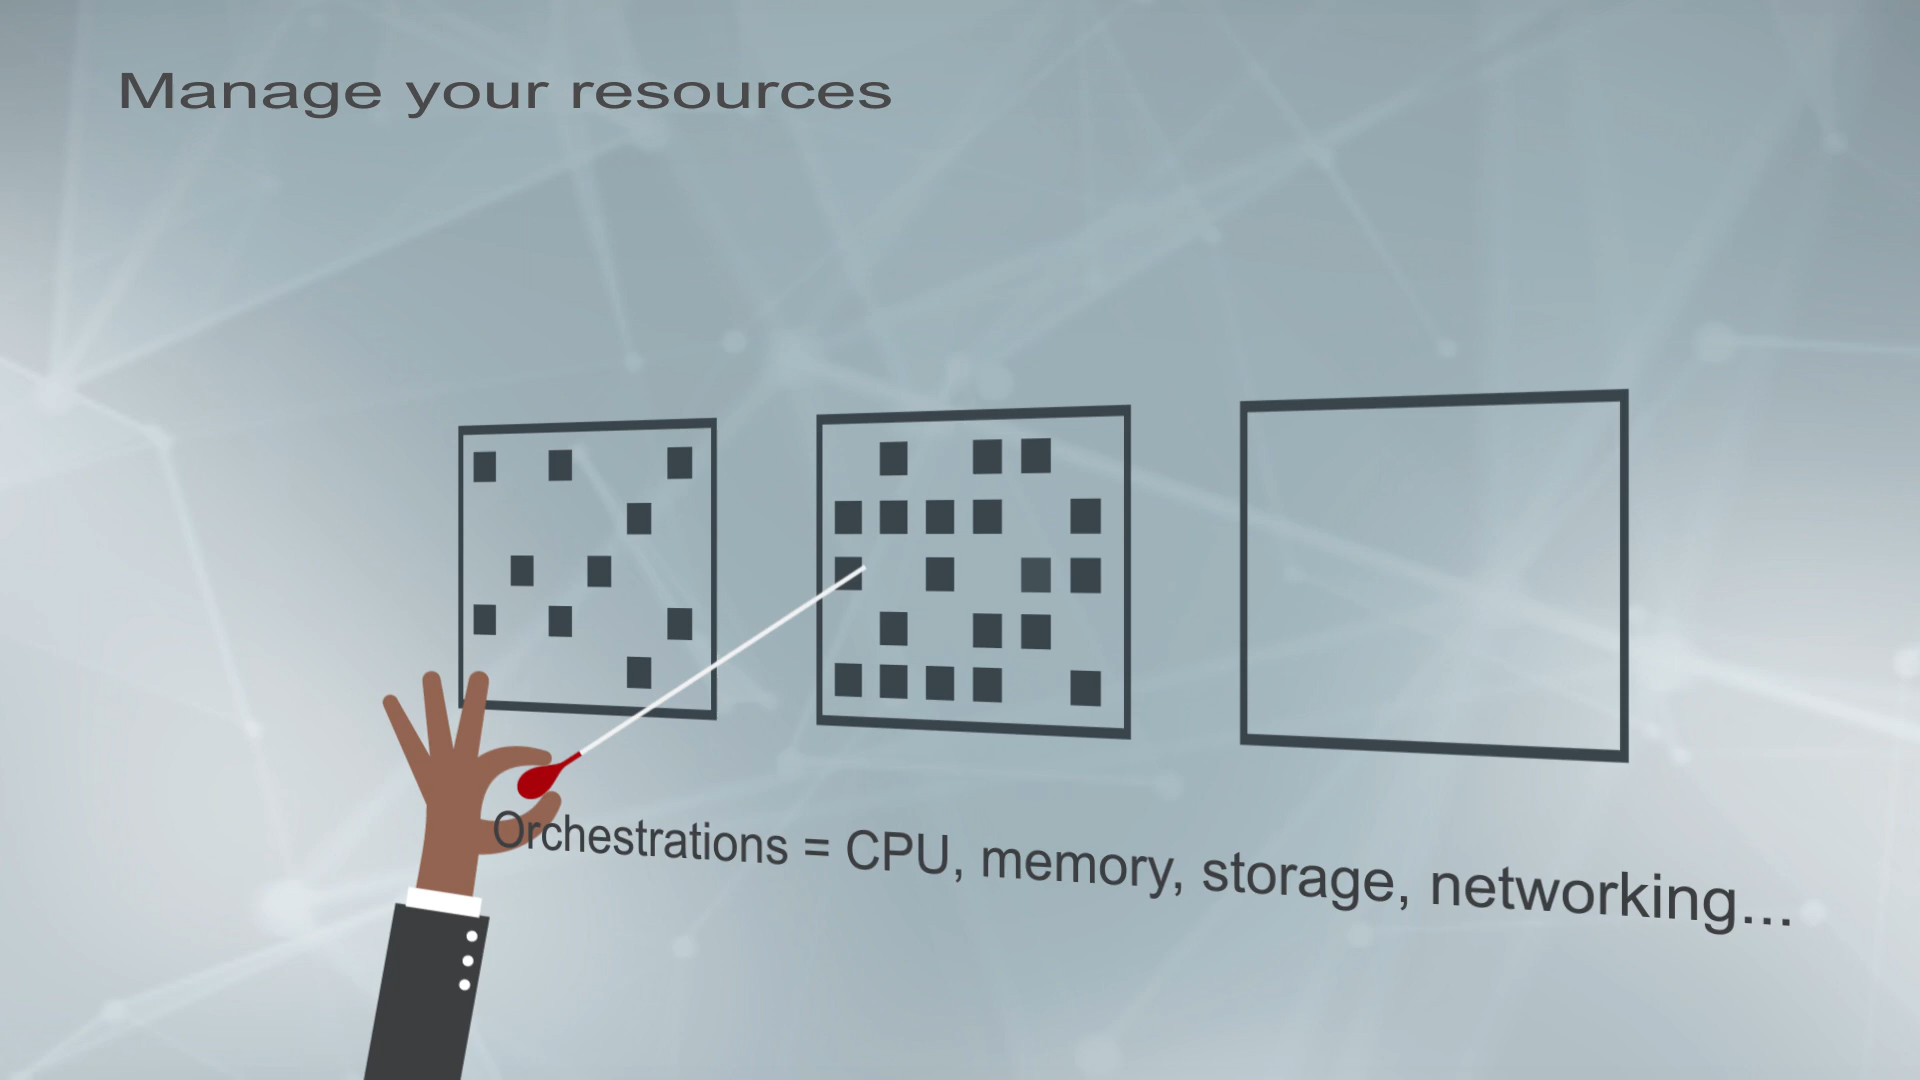 Manage your resources
Orchestrations = CPU, memory, storage, networking...